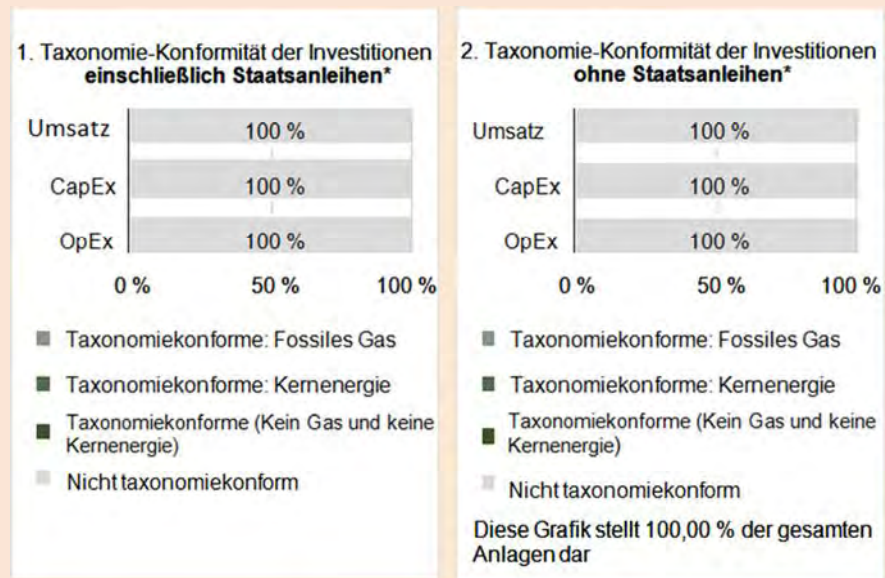 1. Taxonomie-Konformität der Investitionen
einschließlich Staatsanleihen*
Umsatz 100 %
CapEx 100 %
OpEx 100 %
0 % 50 % 100 %
Taxonomiekonforme: Fossiles Gas
Taxonomiekonforme: Kernenergie
Taxonomiekonforme (Kein Gas und keine
Kernenergie)
Nicht taxonomiekonform
2. Taxonomie-Konformität der Investitionen
ohne Staatsanleihen*
Umsatz 100 %
CapEx 100 %
OpEx 100 %
0 % 50 % 100 %
Taxonomiekonforme: Fossiles Gas
Taxonomiekonforme: Kernenergie
Taxonomiekonforme (Kein Gas und keine
Kernenergie)
Nicht taxonomiekonform
Diese Grafik stellt 100,00 % der gesamten
Anlagen dar